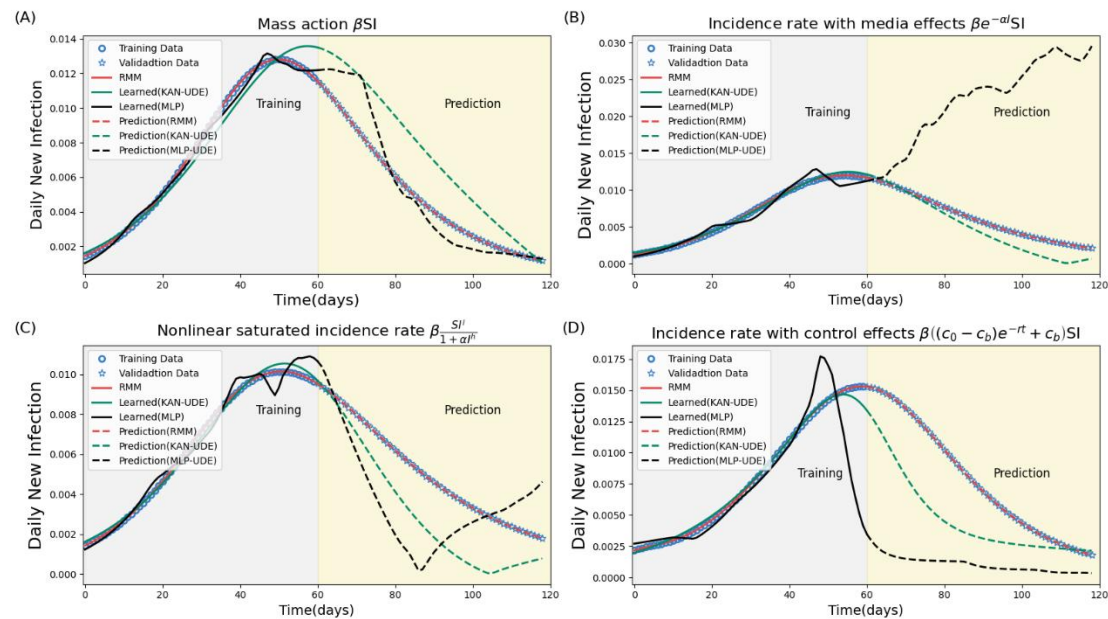 (A)
Mass action βSI
Daily New Infection
0.014
0.012
0.010
0.008
0.006
0.004
0.002
Training Data
Validadtion Data
RMM
Learned(KAN-UDE)
Learned(MLP)
Prediction(RMM)
Prediction(KAN-UDE)
Prediction(MLP-UDE)
Training
Prediction
0 20 40 60 80 100 120
Time(days)
(B)
Incidence rate with media effects βe^{-αI}SI
Daily New Infection
0.030
0.025
0.020
0.015
0.010
0.005
0.000
Training Data
Validadtion Data
RMM
Learned(KAN-UDE)
Learned(MLP)
Prediction(RMM)
Prediction(KAN-UDE)
Prediction(MLP-UDE)
Training
Prediction
0 20 40 60 80 100 120
Time(days)
(C)
Nonlinear saturated incidence rate β SI^l / 1 + αI^h
Daily New Infection
0.010
0.008
0.006
0.004
0.002
0.000
Training Data
Validadtion Data
RMM
Learned(KAN-UDE)
Learned(MLP)
Prediction(RMM)
Prediction(KAN-UDE)
Prediction(MLP-UDE)
Training
Prediction
0 20 40 60 80 100 120
Time(days)
(D)
Incidence rate with control effects β((c₀ − c_b)e^{-rt} + c_b)SI
Daily New Infection
0.0175
0.0150
0.0125
0.0100
0.0075
0.0050
0.0025
0.0000
Training Data
Validadtion Data
RMM
Learned(KAN-UDE)
Learned(MLP)
Prediction(RMM)
Prediction(KAN-UDE)
Prediction(MLP-UDE)
Training
Prediction
0 20 40 60 80 100 120
Time(days)